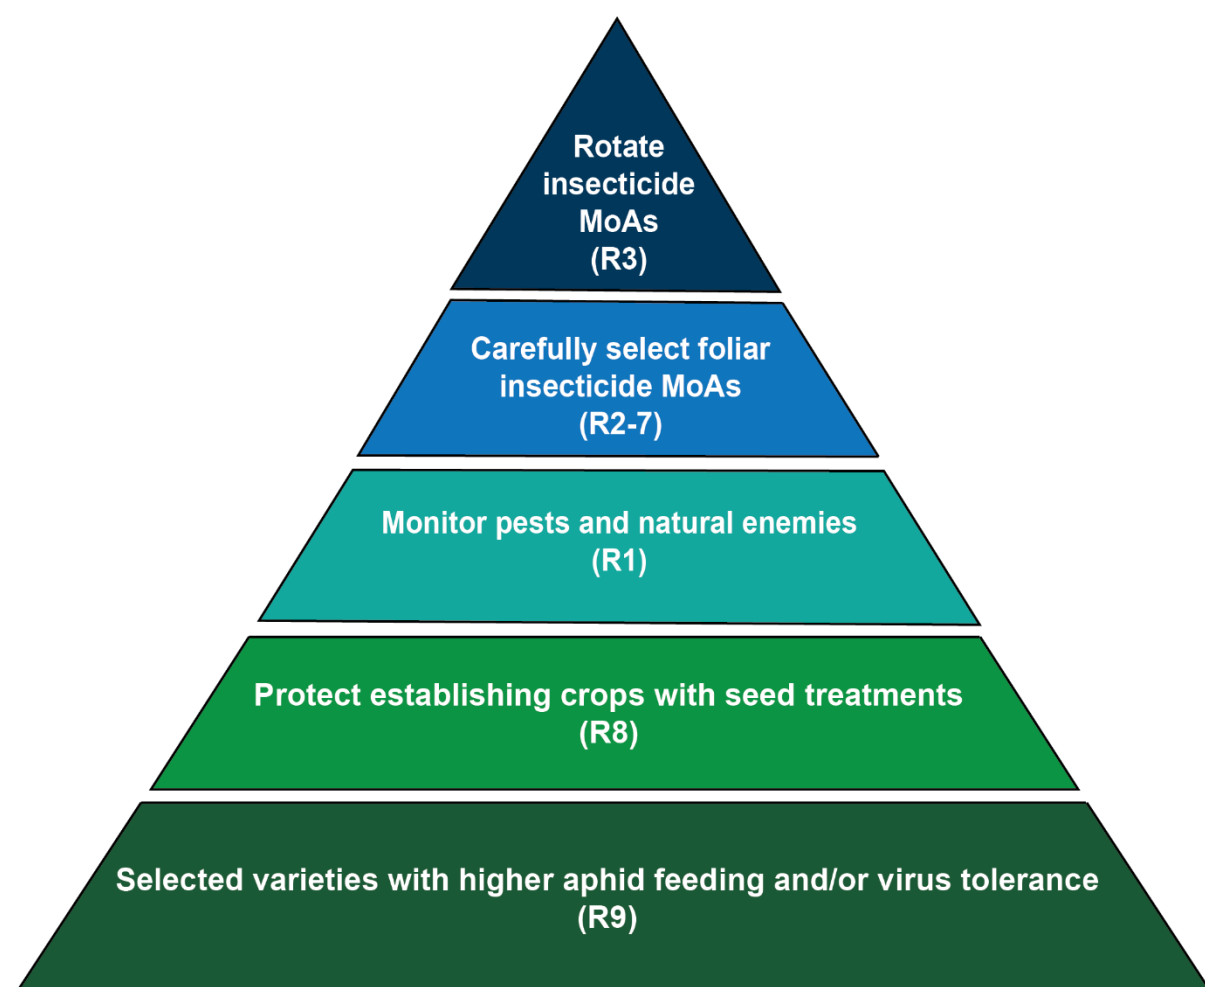 Rotate
insecticide
MoAs
(R3)
Carefully select foliar
insecticide MoAs
(R2-7)
Monitor pests and natural enemies
(R1)
Protect establishing crops with seed treatments
(R8)
Selected varieties with higher aphid feeding and/or virus tolerance
(R9)